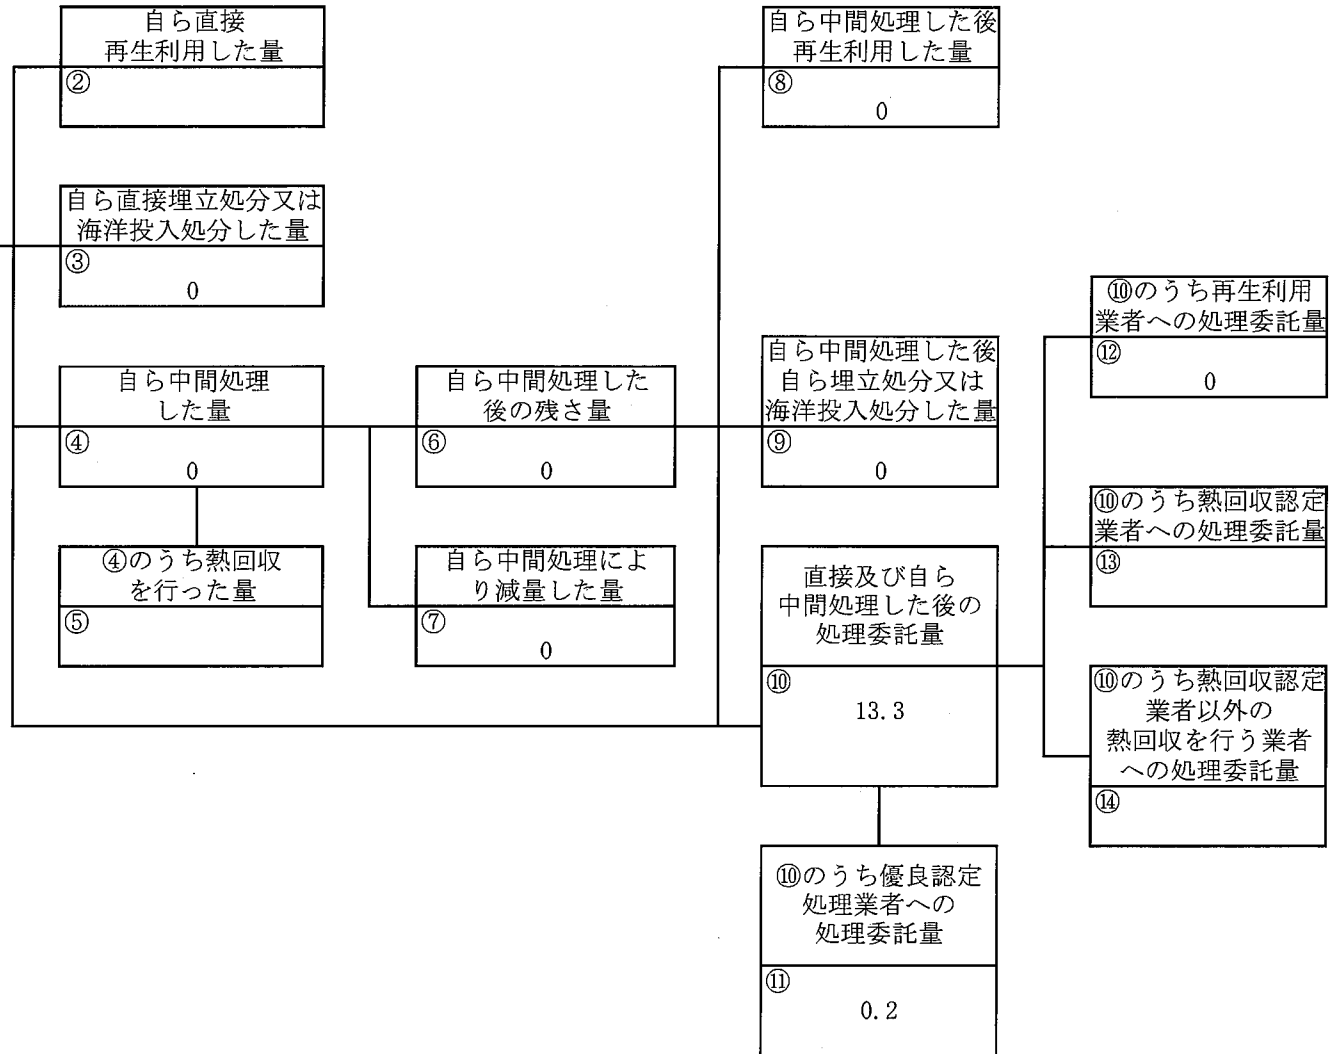 自ら直接
再生利用した量
②
自ら直接埋立処分又は
海洋投入処分した量
③
0
自ら中間処理
した量
④
0
④のうち熱回収
を行った量
⑤
自ら中間処理した
後の残さ量
⑥
0
自ら中間処理によ
り減量した量
⑦
0
自ら中間処理した後
再生利用した量
⑧
0
自ら中間処理した後
自ら埋立処分又は
海洋投入処分した量
⑨
0
直接及び自ら
中間処理した後の
処理委託量
⑩
13.3
⑩のうち優良認定
処理業者への
処理委託量
⑪
0.2
⑩のうち再生利用
業者への処理委託量
⑫
0
⑩のうち熱回収認定
業者への処理委託量
⑬
⑩のうち熱回収認定
業者以外の
熱回収を行う業者
への処理委託量
⑭